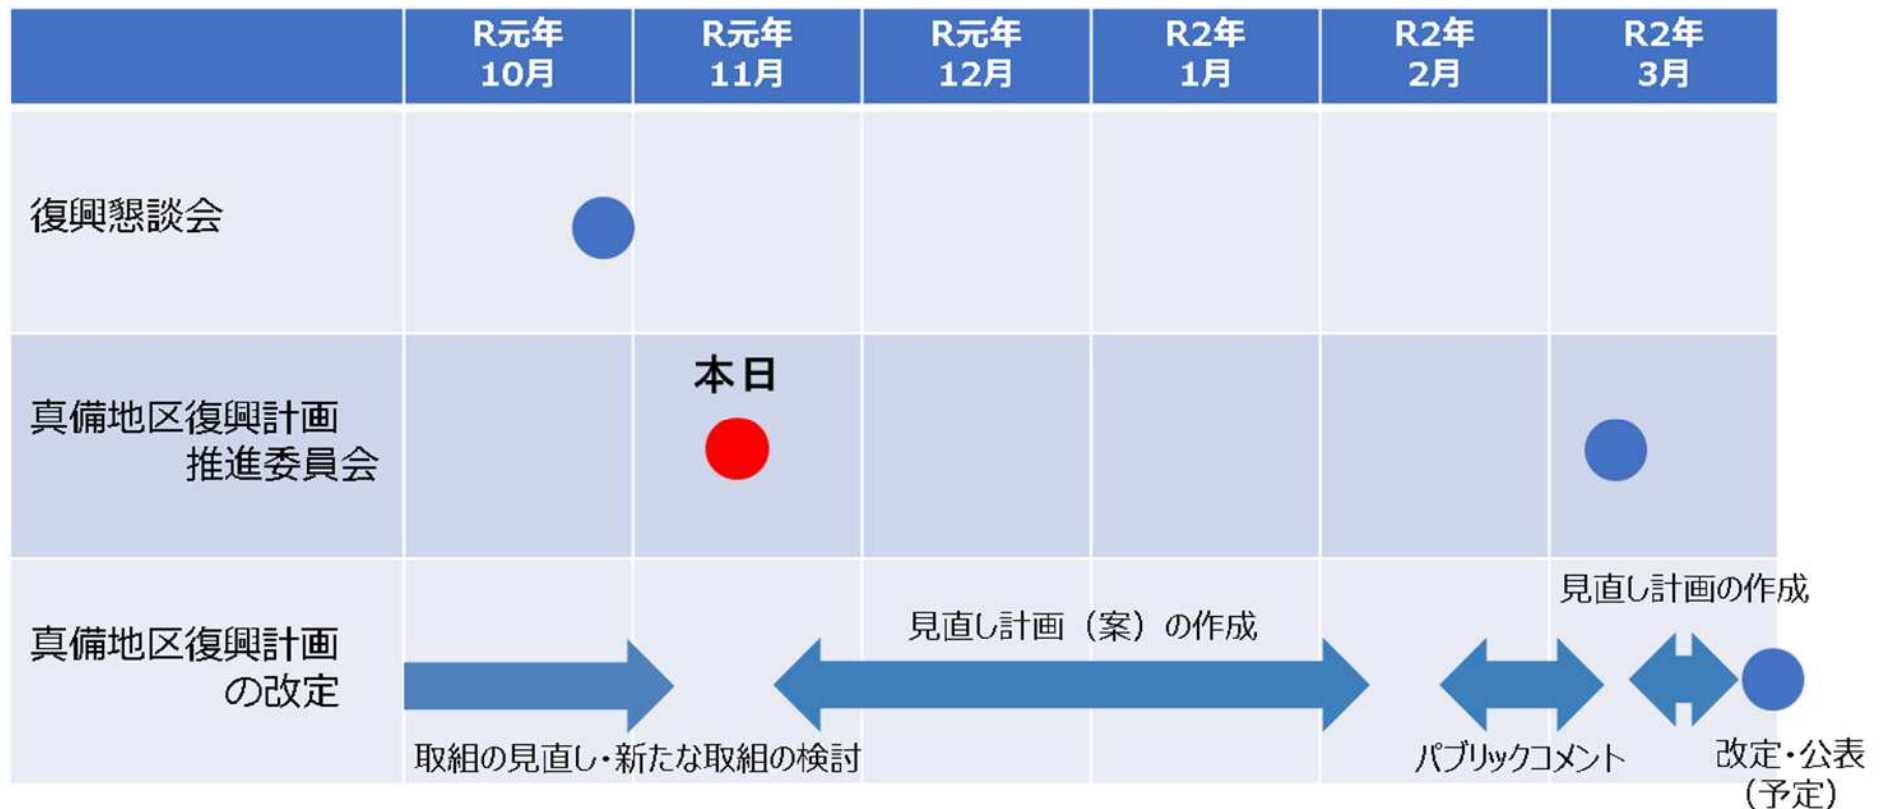 R元年
10月
R元年
11月
R元年
12月
R2年
1月
R2年
2月
R2年
3月
復興懇談会
真備地区復興計画
推進委員会
本日
真備地区復興計画
の改定
取組の見直し・新たな取組の検討
見直し計画（案）の作成
パブリックコメント
見直し計画の作成
改定・公表
（予定）